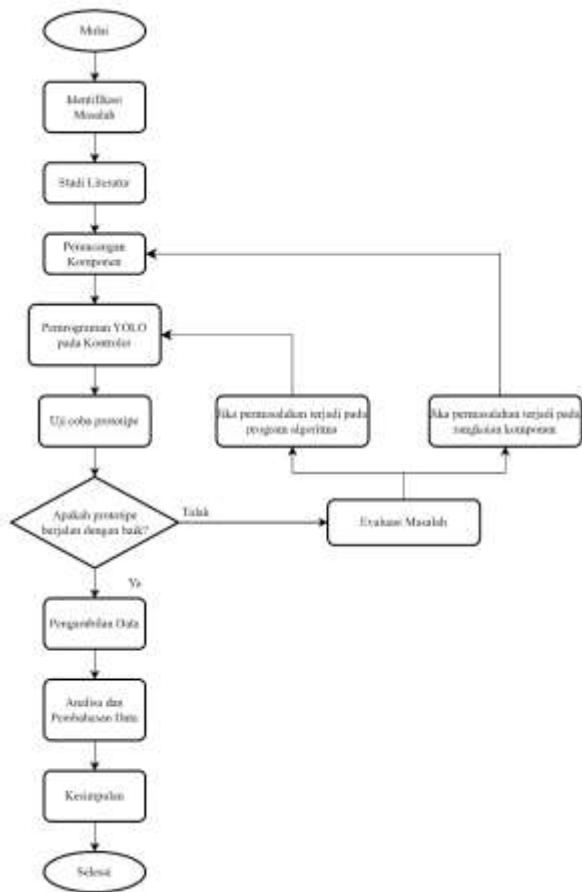 Mulai
Identifikasi
Masalah
Studi Literatur
Perancangan
Komponen
Pemrograman YOLO
pada Kontroler
Uji coba prototipe
Jika permasalahan terjadi pada
program algoritma
Jika permasalahan terjadi pada
rangkaian komponen
Apakah prototipe
berjalan dengan baik?
Tidak
Evaluasi Masalah
Ya
Pengambilan Data
Analisa dan
Pembahasan Data
Kesimpulan
Selesai